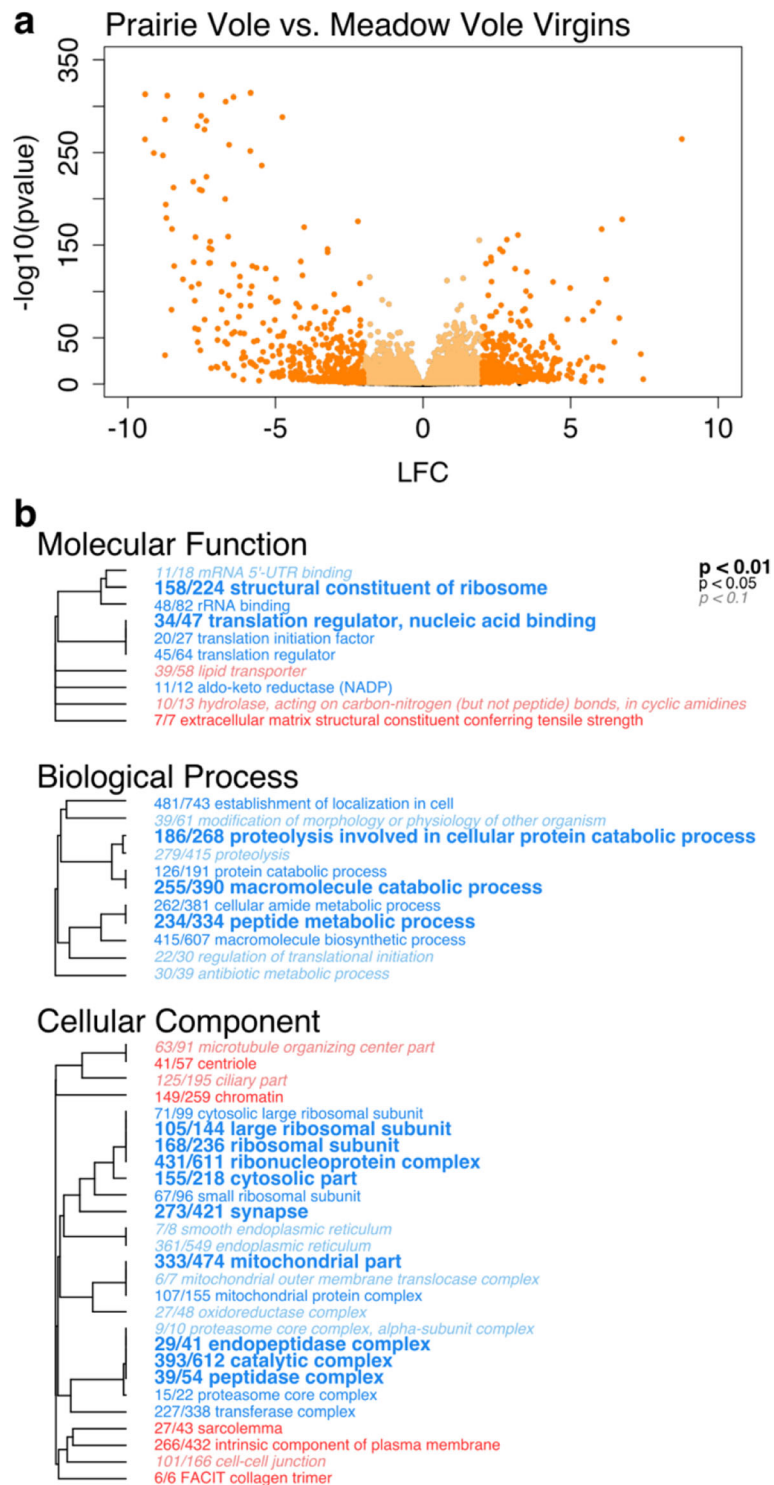 a Prairie Vole vs. Meadow Vole Virgins
350
250
150
50
0
-log10(pvalue)
-10 -5 0 5 10
LFC
b
Molecular Function
11/18 mRNA 5'-UTR binding
158/224 structural constituent of ribosome
48/82 rRNA binding
34/47 translation regulator, nucleic acid binding
20/27 translation initiation factor
45/64 translation regulator
39/58 lipid transporter
11/12 aldo-keto reductase (NADP)
10/13 hydrolase, acting on carbon-nitrogen (but not peptide) bonds, in cyclic amidines
7/7 extracellular matrix structural constituent conferring tensile strength
p < 0.01
p < 0.05
p < 0.1
Biological Process
481/743 establishment of localization in cell
39/61 modification of morphology or physiology of other organism
186/268 proteolysis involved in cellular protein catabolic process
279/415 proteolysis
126/191 protein catabolic process
255/390 macromolecule catabolic process
262/381 cellular amide metabolic process
234/334 peptide metabolic process
415/607 macromolecule biosynthetic process
22/30 regulation of translational initiation
30/39 antibiotic metabolic process
Cellular Component
63/91 microtubule organizing center part
41/57 centriole
125/195 ciliary part
149/259 chromatin
71/99 cytosolic large ribosomal subunit
105/144 large ribosomal subunit
168/236 ribosomal subunit
431/611 ribonucleoprotein complex
155/218 cytosolic part
67/96 small ribosomal subunit
273/421 synapse
7/8 smooth endoplasmic reticulum
361/549 endoplasmic reticulum
333/474 mitochondrial part
6/7 mitochondrial outer membrane translocase complex
107/155 mitochondrial protein complex
27/48 oxidoreductase complex
9/10 proteasome core complex, alpha-subunit complex
29/41 endopeptidase complex
393/612 catalytic complex
39/54 peptidase complex
15/22 proteasome core complex
227/338 transferase complex
27/43 sarcolemma
266/432 intrinsic component of plasma membrane
101/166 cell-cell junction
6/6 FACIT collagen trimer